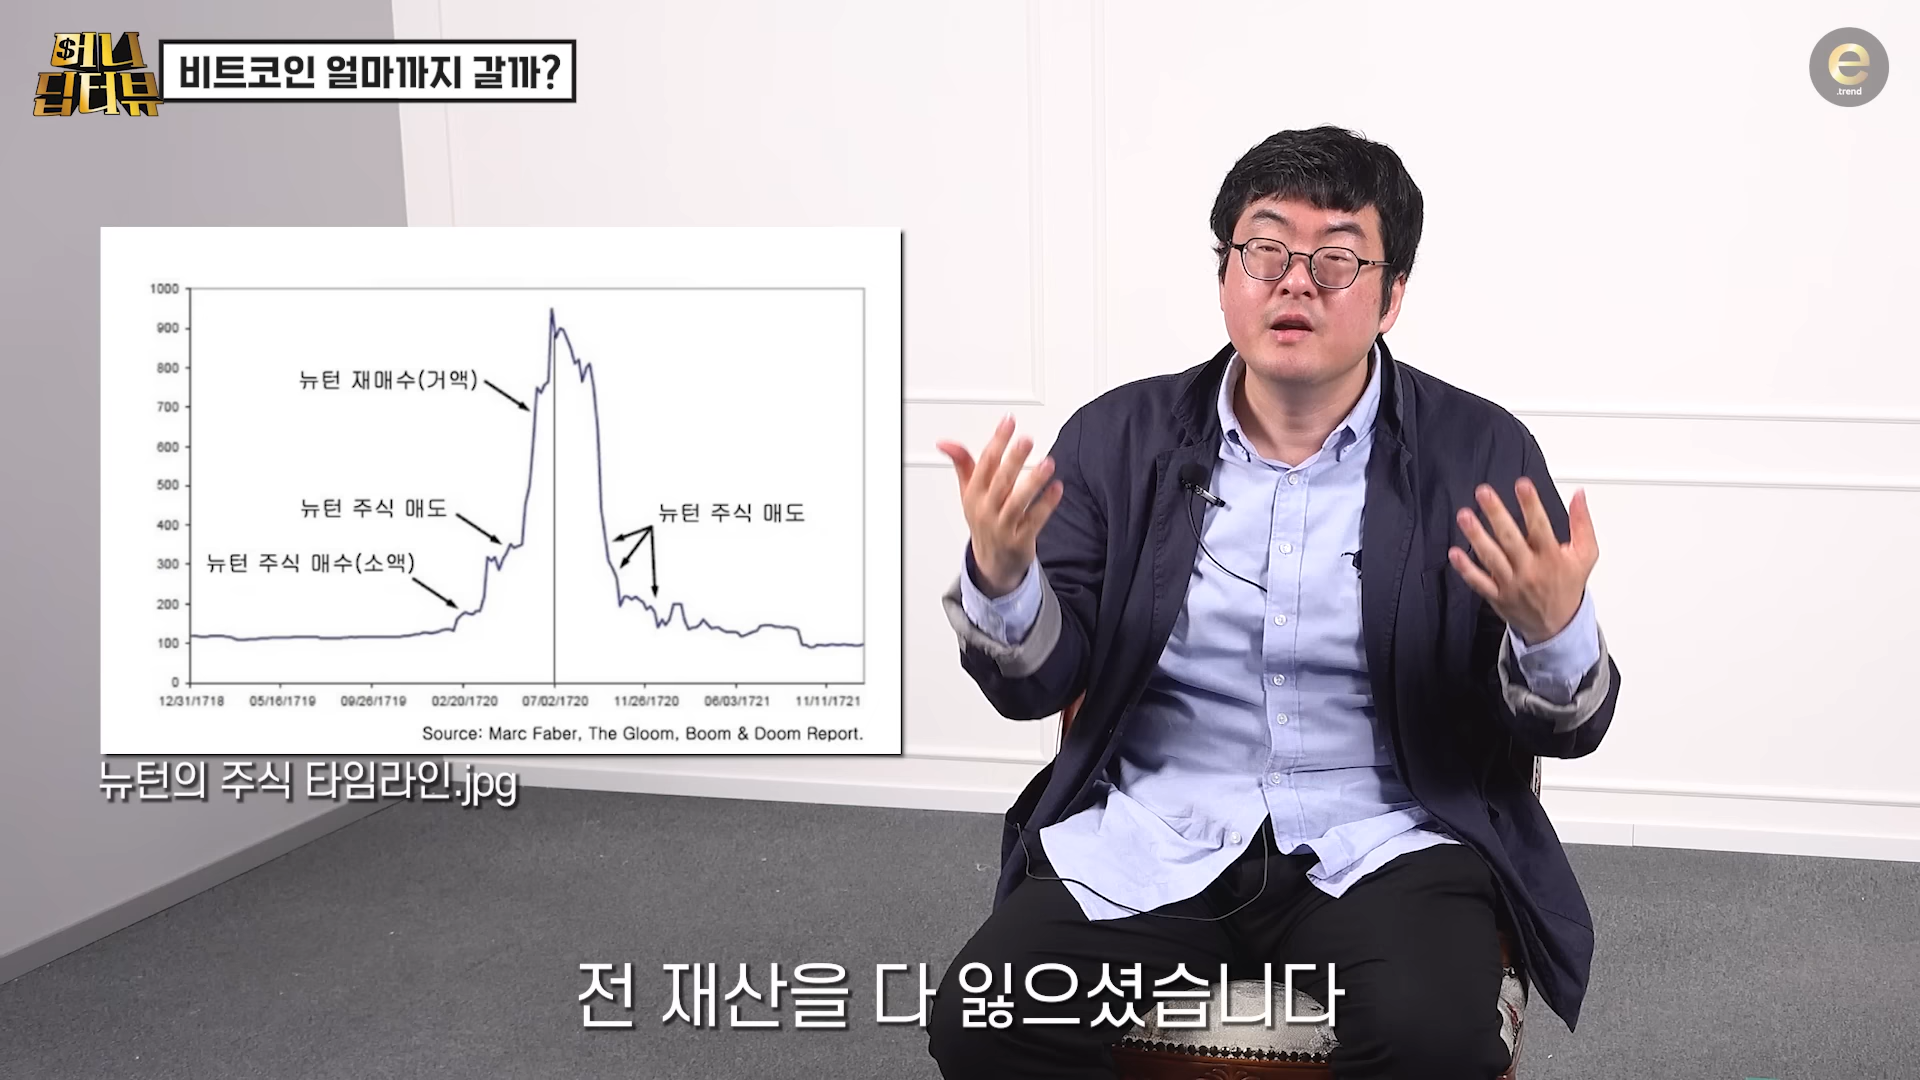 머니
딥터뷰
비트코인 얼마까지 갈까?
e
.trend
1000
900
800
700
600
500
400
300
200
100
0
뉴턴 재매수(거액)
뉴턴 주식 매도
뉴턴 주식 매수(소액)
뉴턴 주식 매도
12/31/1718 05/16/1719 09/26/1719 02/20/1720 07/02/1720 11/26/1720 06/03/1721 11/11/1721
Source: Marc Faber, The Gloom, Boom & Doom Report.
뉴턴의 주식 타임라인.jpg
전 재산을 다 잃으셨습니다